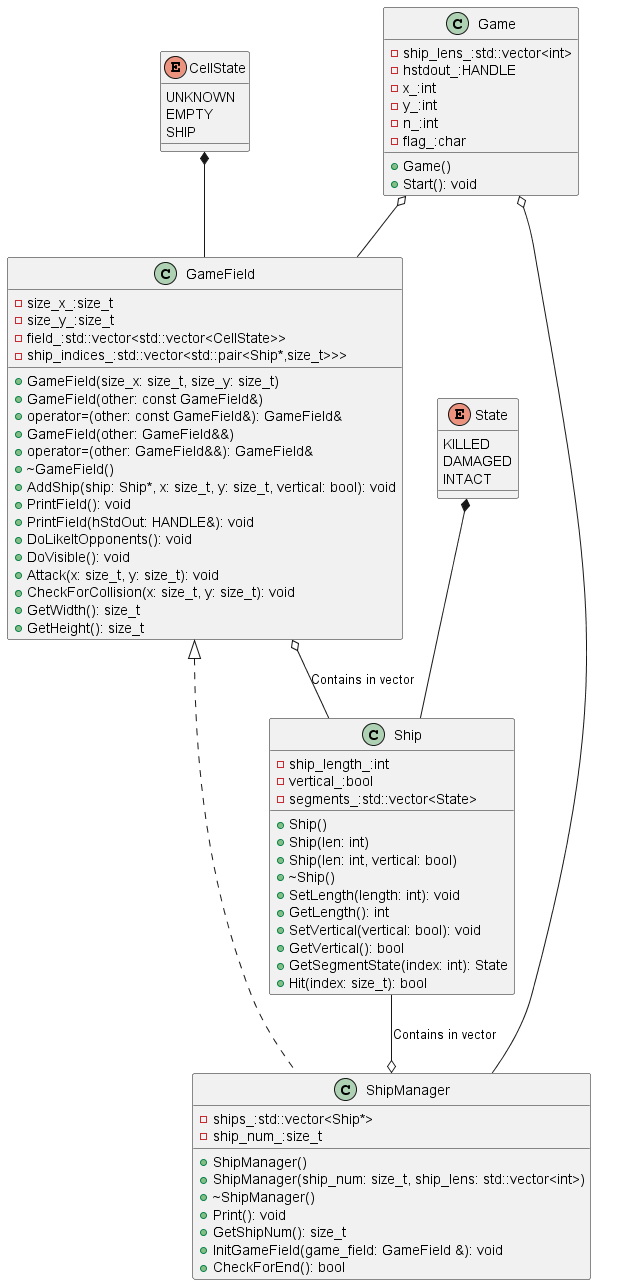 C Game
ship_lens_:std::vector<int>
hstdout_:HANDLE
x_:int
y_:int
n_:int
flag_:char
Game()
Start(): void
E CellState
UNKNOWN
EMPTY
SHIP
C GameField
size_x_:size_t
size_y_:size_t
field_:std::vector<std::vector<CellState>>
ship_indices_:std::vector<std::pair<Ship*,size_t>>>
GameField(size_x: size_t, size_y: size_t)
GameField(other: const GameField&)
operator=(other: const GameField&): GameField&
GameField(other: GameField&&)
operator=(other: GameField&&): GameField&
~GameField()
AddShip(ship: Ship*, x: size_t, y: size_t, vertical: bool): void
PrintField(): void
PrintField(hStdOut: HANDLE&): void
DoLikeItOpponents(): void
DoVisible(): void
Attack(x: size_t, y: size_t): void
CheckForCollision(x: size_t, y: size_t): void
GetWidth(): size_t
GetHeight(): size_t
E State
KILLED
DAMAGED
INTACT
Contains in vector
C Ship
ship_length_:int
vertical_:bool
segments_:std::vector<State>
Ship()
Ship(len: int)
Ship(len: int, vertical: bool)
~Ship()
SetLength(length: int): void
GetLength(): int
SetVertical(vertical: bool): void
GetVertical(): bool
GetSegmentState(index: int): State
Hit(index: size_t): bool
Contains in vector
C ShipManager
ships_:std::vector<Ship*>
ship_num_:size_t
ShipManager()
ShipManager(ship_num: size_t, ship_lens: std::vector<int>)
~ShipManager()
Print(): void
GetShipNum(): size_t
InitGameField(game_field: GameField &): void
CheckForEnd(): bool